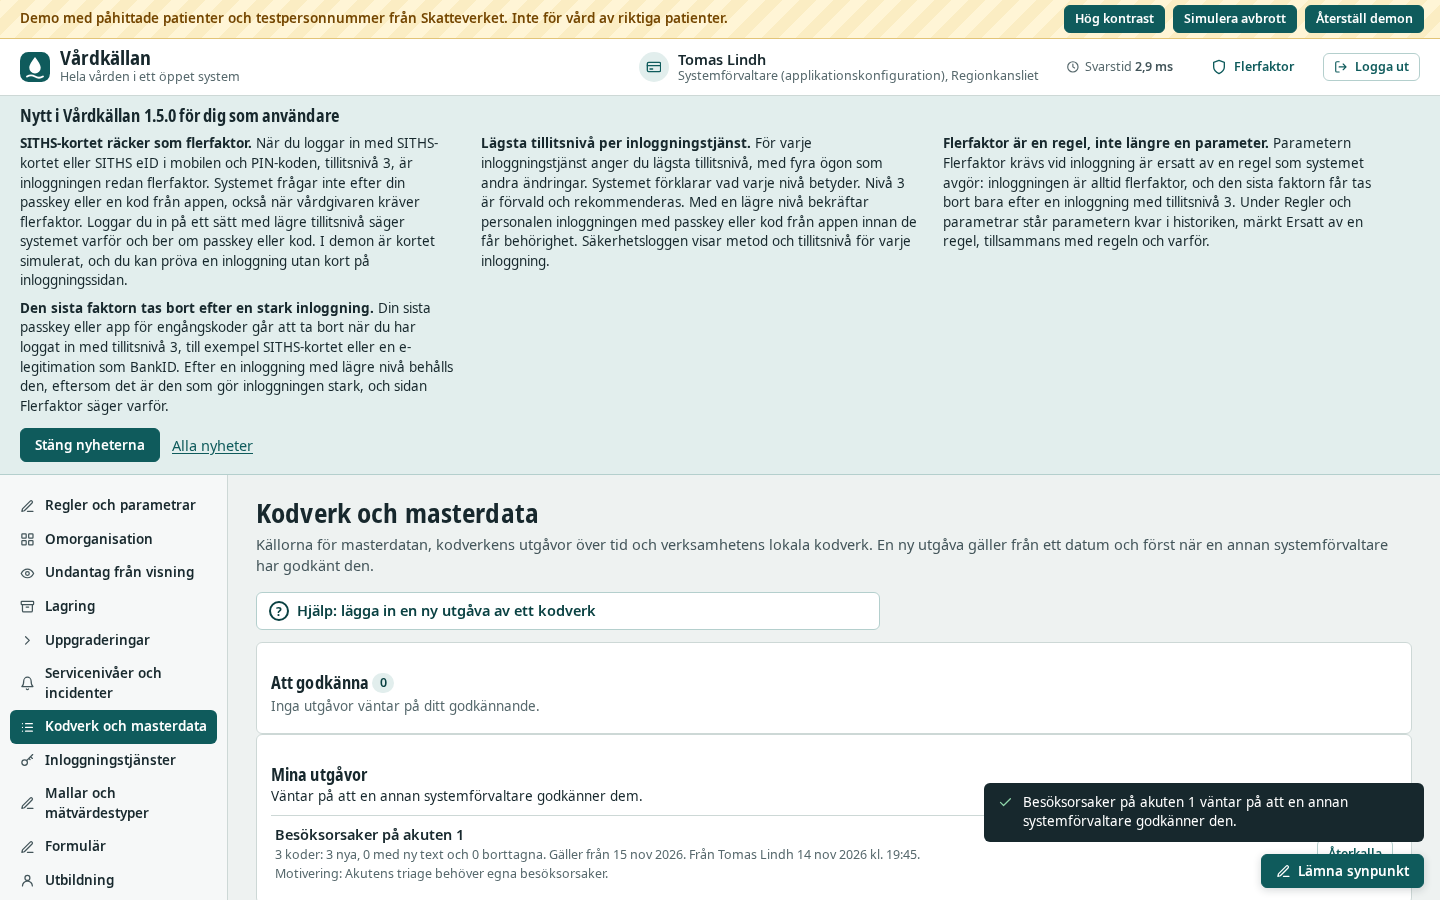 Demo med påhittade patienter och testpersonnummer från Skatteverket. Inte för vård av riktiga patienter.
Hög kontrast
Simulera avbrott
Återställ demon
Vårdkällan
Hela vården i ett öppet system
Tomas Lindh
Systemförvaltare (applikationskonfiguration), Regionkansliet
Svarstid 2,9 ms
Flerfaktor
Logga ut
Nytt i Vårdkällan 1.5.0 för dig som användare
SITHS-kortet räcker som flerfaktor. När du loggar in med SITHS-
kortet eller SITHS eID i mobilen och PIN-koden, tillitsnivå 3, är
inloggningen redan flerfaktor. Systemet frågar inte efter din
passkey eller en kod från appen, också när vårdgivaren kräver
flerfaktor. Loggar du in på ett sätt med lägre tillitsnivå säger
systemet varför och ber om passkey eller kod. I demon är kortet
simulerat, och du kan pröva en inloggning utan kort på
inloggningssidan.
Lägsta tillitsnivå per inloggningstjänst. För varje
inloggningstjänst anger du lägsta tillitsnivå, med fyra ögon som
andra ändringar. Systemet förklarar vad varje nivå betyder. Nivå 3
är förvald och rekommenderas. Med en lägre nivå bekräftar
personalen inloggningen med passkey eller kod från appen innan de
får behörighet. Säkerhetsloggen visar metod och tillitsnivå för varje
inloggning.
Flerfaktor är en regel, inte längre en parameter. Parametern
Flerfaktor krävs vid inloggning är ersatt av en regel som systemet
avgör: inloggningen är alltid flerfaktor, och den sista faktorn får tas
bort bara efter en inloggning med tillitsnivå 3. Under Regler och
parametrar står parametern kvar i historiken, märkt Ersatt av en
regel, tillsammans med regeln och varför.
Den sista faktorn tas bort efter en stark inloggning. Din sista
passkey eller app för engångskoder går att ta bort när du har
loggat in med tillitsnivå 3, till exempel SITHS-kortet eller en e-
legitimation som BankID. Efter en inloggning med lägre nivå behålls
den, eftersom det är den som gör inloggningen stark, och sidan
Flerfaktor säger varför.
Stäng nyheterna
Alla nyheter
Regler och parametrar
Omorganisation
Undantag från visning
Lagring
Uppgraderingar
Servicenivåer och
incidenter
Kodverk och masterdata
Inloggningstjänster
Mallar och
mätvärdestyper
Formulär
Utbildning
Kodverk och masterdata
Källorna för masterdatan, kodverkens utgåvor över tid och verksamhetens lokala kodverk. En ny utgåva gäller från ett datum och först när en annan systemförvaltare
har godkänt den.
? Hjälp: lägga in en ny utgåva av ett kodverk
Att godkänna 0
Inga utgåvor väntar på ditt godkännande.
Mina utgåvor
Väntar på att en annan systemförvaltare godkänner dem.
Besöksorsaker på akuten 1
3 koder: 3 nya, 0 med ny text och 0 borttagna. Gäller från 15 nov 2026. Från Tomas Lindh 14 nov 2026 kl. 19:45.
Motivering: Akutens triage behöver egna besöksorsaker.
Besöksorsaker på akuten 1 väntar på att en annan
systemförvaltare godkänner den.
Återkalla
Lämna synpunkt